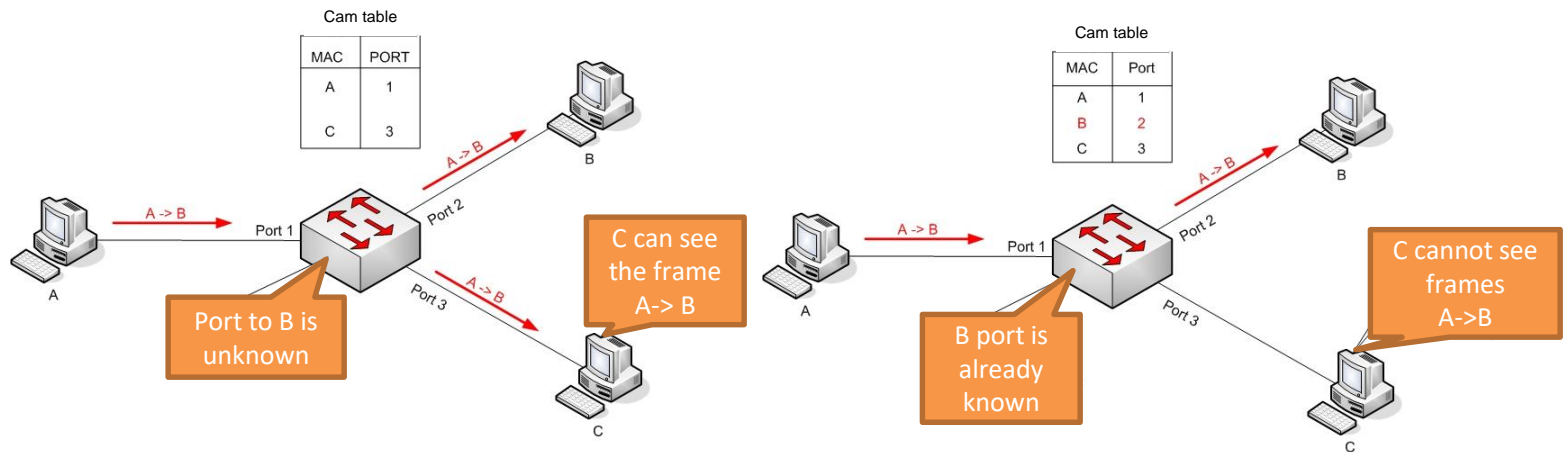 Cam table
MAC PORT
A 1
C 3
A -> B
B
A -> B
Port 1
Port 2
A
Port 3
A -> B
Port to B is
unknown
C can see
the frame
A-> B
C
Cam table
MAC Port
A 1
B 2
C 3
A -> B
B
A -> B
Port 1
Port 2
A
Port 3
B port is
already
known
C cannot see
frames
A->B
C